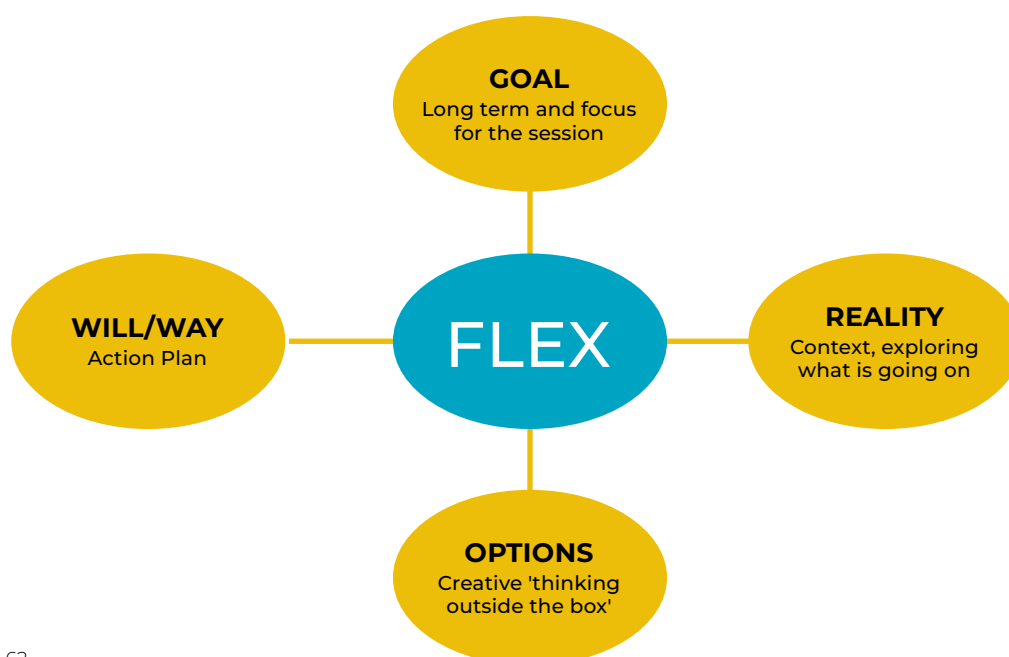 GOAL
Long term and focus
for the session
WILL/WAY
Action Plan
FLEX
REALITY
Context, exploring
what is going on
OPTIONS
Creative 'thinking
outside the box'